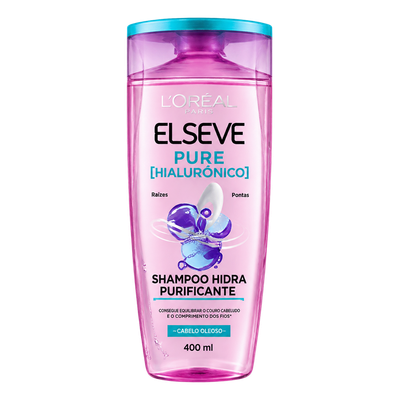 L'ORÉAL
PARIS
ELSEVE
PURE
[HIALURÓNICO]
Raízes Pontas
SHAMPOO HIDRA
PURIFICANTE
CONSEGUE EQUILIBRAR O COURO CABELUDO
E O COMPRIMENTO DOS FIOS*
-CABELO OLEOSO-
400 ml